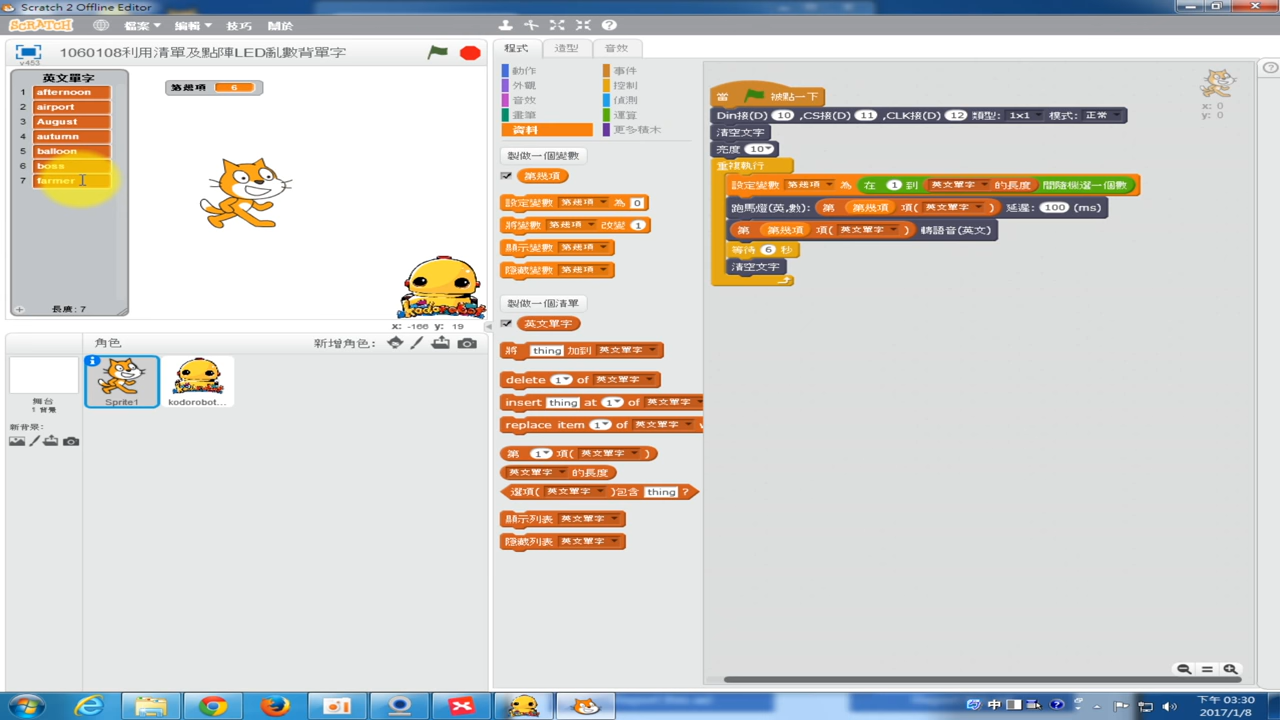 Scratch 2 Offline Editor
SCRATCH 檔案 編輯 技巧 關於
v453 1060108利用清單及點陣LED亂數背單字
英文單字
1 afternoon
2 airport
3 August
4 autumn
5 balloon
6 boss
7 farmer
長度: 7
第幾項 6
kodorobot
x: -166 y: 19
角色 新增角色:
舞台
1 背景
新背景:
Sprite1
kodorobot...
程式 造型 音效
動作 事件
外觀 控制
音效 偵測
畫筆 運算
資料 更多積木
製做一個變數
第幾項
設定變數 第幾項 為 0
將變數 第幾項 改變 1
顯示變數 第幾項
隱藏變數 第幾項
製做一個清單
英文單字
將 thing 加到 英文單字
delete 1 of 英文單字
insert thing at 1 of 英文單字
replace item 1 of 英文單字
第 1 項( 英文單字 )
英文單字 的長度
選項( 英文單字 )包含 thing ?
顯示列表 英文單字
隱藏列表 英文單字
當 被點一下
Din接(D) 10 ,CS接(D) 11 ,CLK接(D) 12 類型: 1x1 模式: 正常
清空文字
亮度 10
重複執行
設定變數 第幾項 為 在 1 到 英文單字 的長度 間隨機選一個數
跑馬燈(英,數): 第 第幾項 項( 英文單字 ) 延遲: 100 (ms)
第 第幾項 項( 英文單字 ) 轉語音(英文)
等待 6 秒
清空文字
x: 0
y: 0
中
下午 03:30
2017/1/8